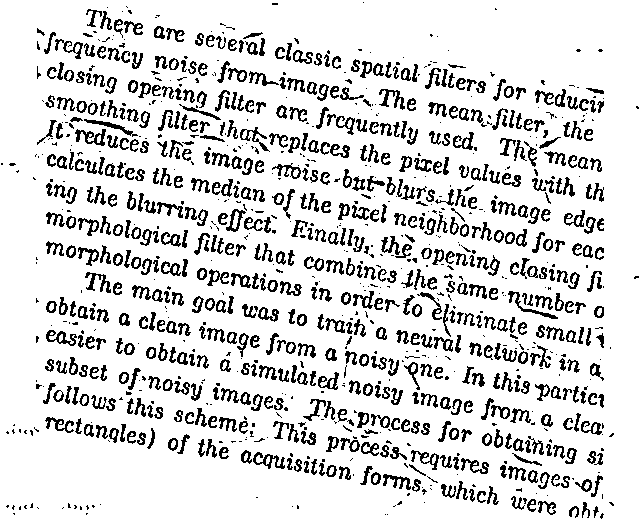 There are several classic spatial filters for reducin
frequency noise from images. The mean filter, the
closing opening filter are frequently used. The mean
smoothing filter that replaces the pixel values with th
It reduces the image noise but blurs the image edge
calculates the median of the pixel neighborhood for eac
ing the blurring effect. Finally, the opening closing fi
morphological filter that combines the same number o
morphological operations in order to eliminate small
The main goal was to train a neural network in a
obtain a clean image from a noisy one. In this partic
easier to obtain a simulated noisy image from a clea
subset of noisy images. The process for obtaining si
follows this scheme: This process requires images of
rectangles) of the acquisition forms, which were obt